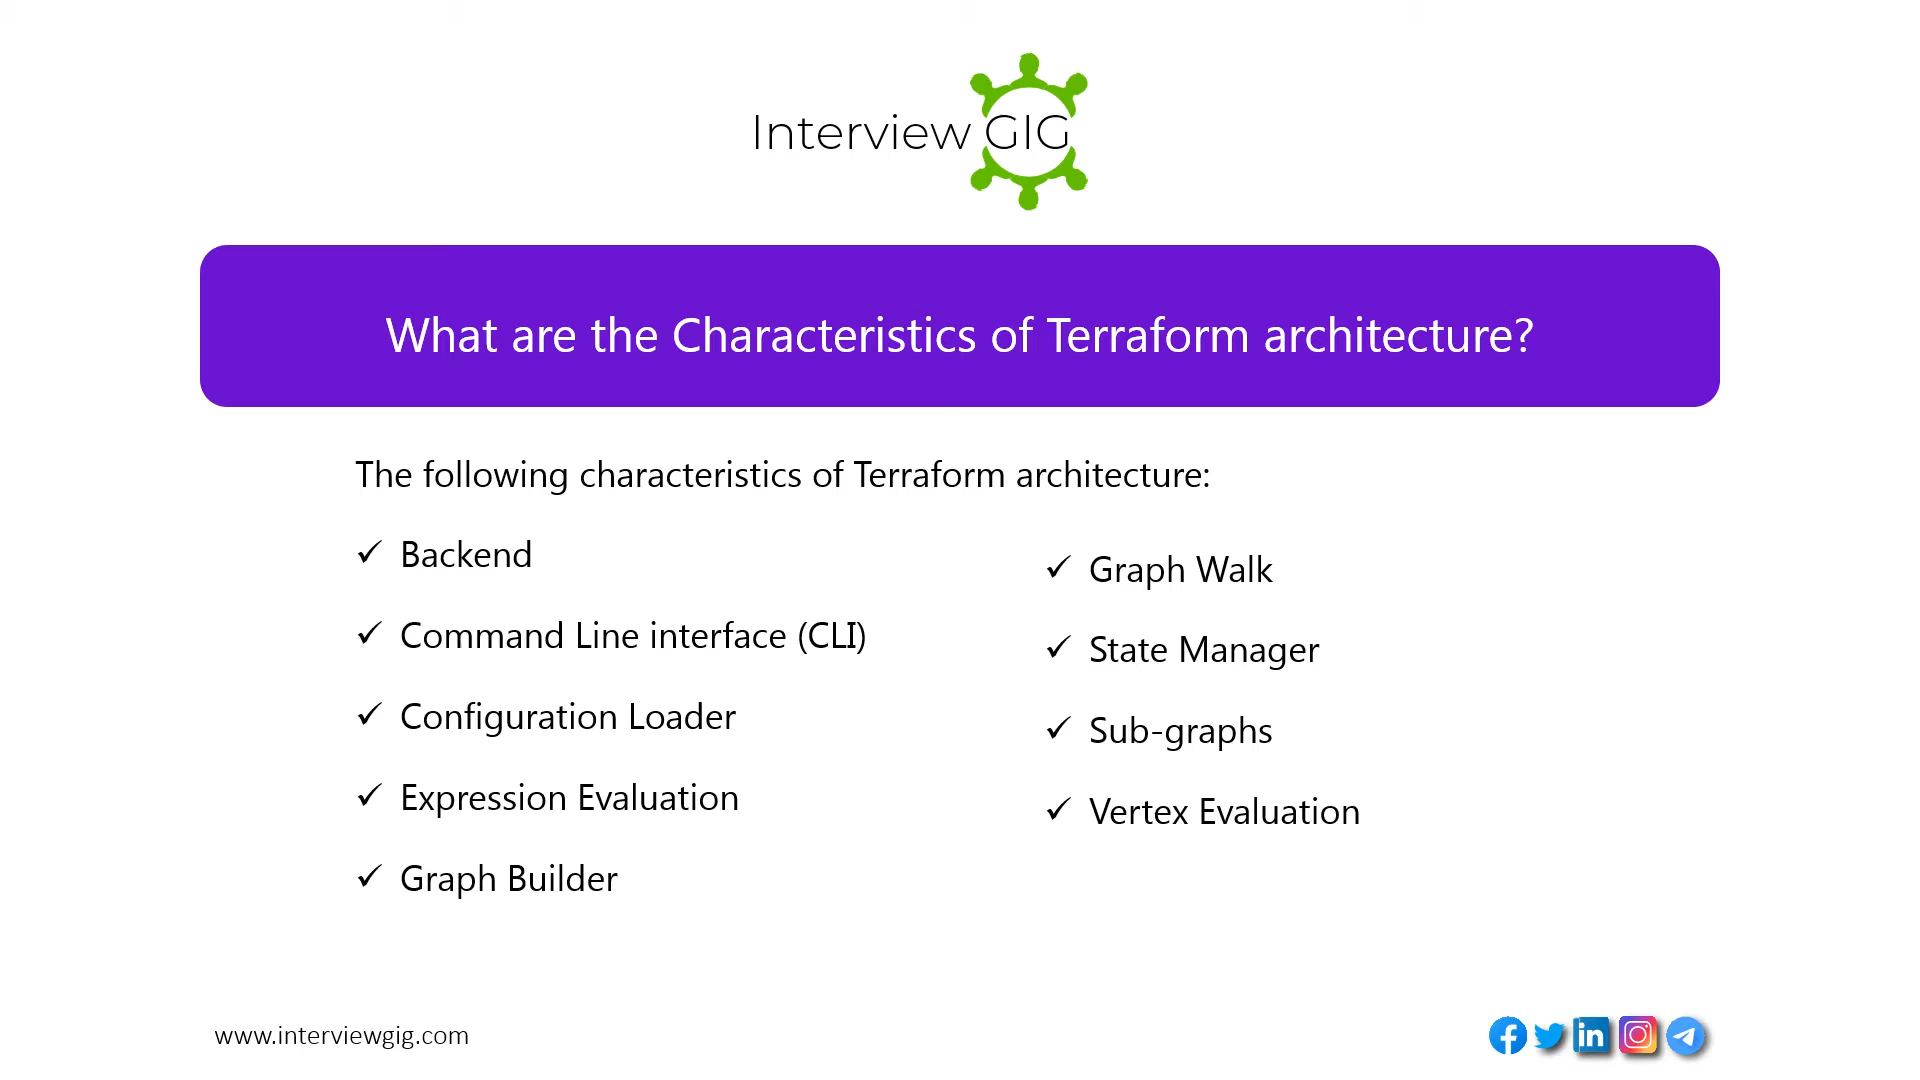 Interview GIG
What are the Characteristics of Terraform architecture?
The following characteristics of Terraform architecture:
✓ Backend
✓ Command Line interface (CLI)
✓ Configuration Loader
✓ Expression Evaluation
✓ Graph Builder
✓ Graph Walk
✓ State Manager
✓ Sub-graphs
✓ Vertex Evaluation
www.interviewgig.com
f
in